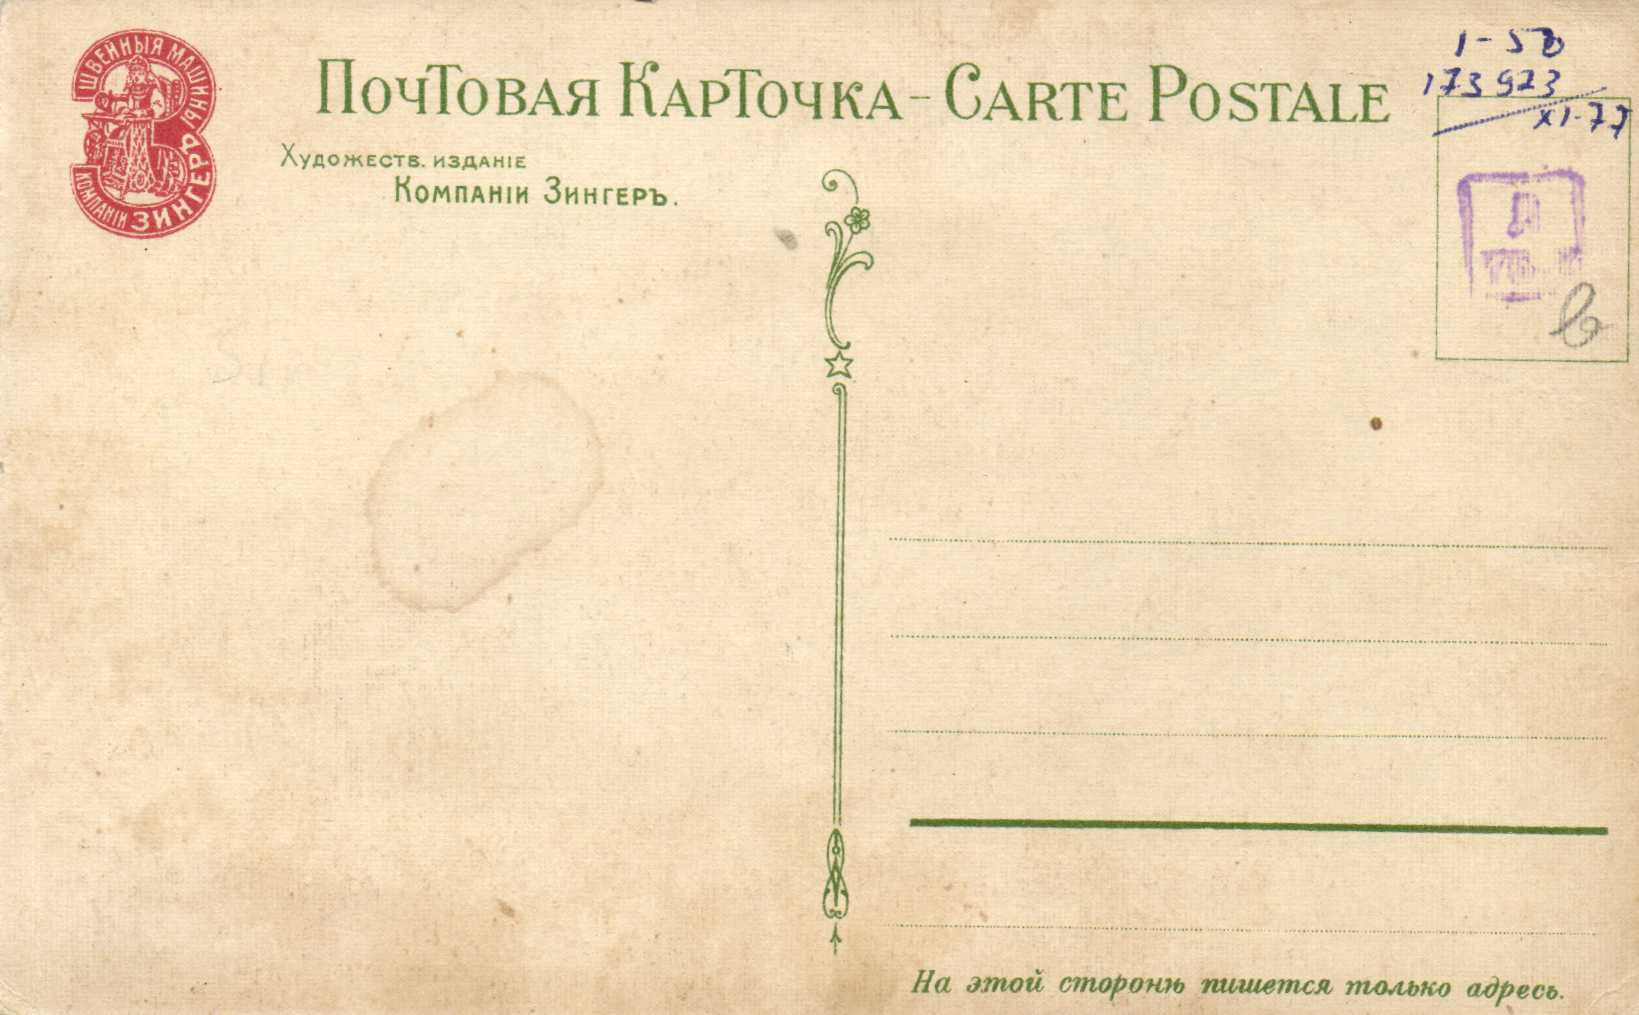 ШВЕЙНЫЯ МАШИНЫ
КОМПАНІИ ЗИНГЕРЪ
ПОЧТОВАЯ КАРТОЧКА - CARTE POSTALE
ХУДОЖЕСТВ. ИЗДАНІЕ
КОМПАНІИ ЗИНГЕРЪ.
1-50
173923
XI-77
На этой сторонѣ пишется только адресъ.